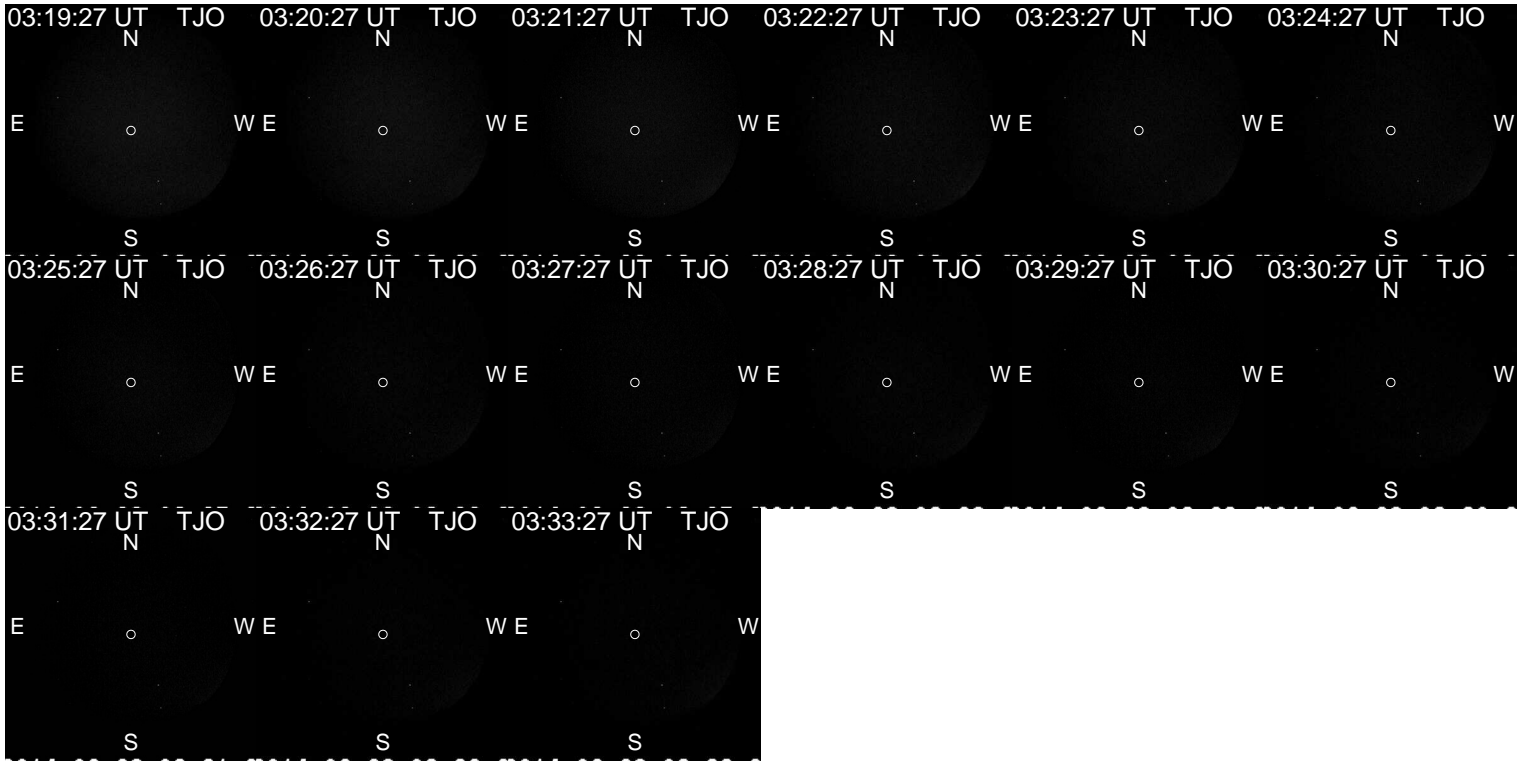 03:19:27 UT TJO 03:20:27 UT TJO 03:21:27 UT TJO 03:22:27 UT TJO 03:23:27 UT TJO 03:24:27 UT TJO
N N N N N N
E W E W E W E W E W E W
S S S S S S
03:25:27 UT TJO 03:26:27 UT TJO 03:27:27 UT TJO 03:28:27 UT TJO 03:29:27 UT TJO 03:30:27 UT TJO
N N N N N N
E W E W E W E W E W E W
S S S S S S
03:31:27 UT TJO 03:32:27 UT TJO 03:33:27 UT TJO
N N N
E W E W E W
S S S